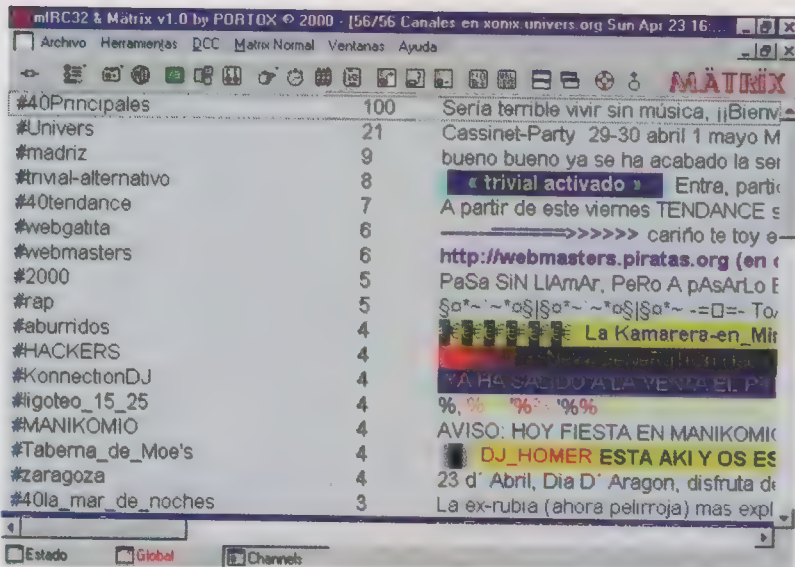 mIRC32 & Mätrix v1.0 by PORTOX © 2000 - [56/56 Canales en xonix.univers.org Sun Apr 23 16:...
Archivo Herramientas DCC Matrix Normal Ventanas Ayuda
MÄTRIX
#40Principales 100 Sería terrible vivir sin música, ¡¡Bienv
#Univers 21 Cassinet-Party 29-30 abril 1 mayo M
#madriz 9 bueno bueno ya se ha acabado la ser
#trivial-alternativo 8 « trivial activado » Entra, partic
#40tendance 7 A partir de este viernes TENDANCE s
#webgatita 6 >>>>>> cariño te toy e
#webmasters 6 http://webmasters.piratas.org (en c
#2000 5 PaSa SiN LlAmAr, PeRo A pAsArLo B
#rap 5
#aburridos 4 La Kamarera-en_Min
#HACKERS 4
#KonnectionDJ 4 YA HA SALIDO A LA VENTA EL
#ligoteo_15_25 4 %, % '% '%%
#MANIKOMIO 4 AVISO: HOY FIESTA EN MANIKOMIO
#Taberna_de_Moe's 4 DJ_HOMER ESTA AKI Y OS ES
#zaragoza 4 23 d´ Abril, Dia D´ Aragon, disfruta de
#40la_mar_de_noches 3 La ex-rubia (ahora pelirroja) mas expl
Estado Global Channels